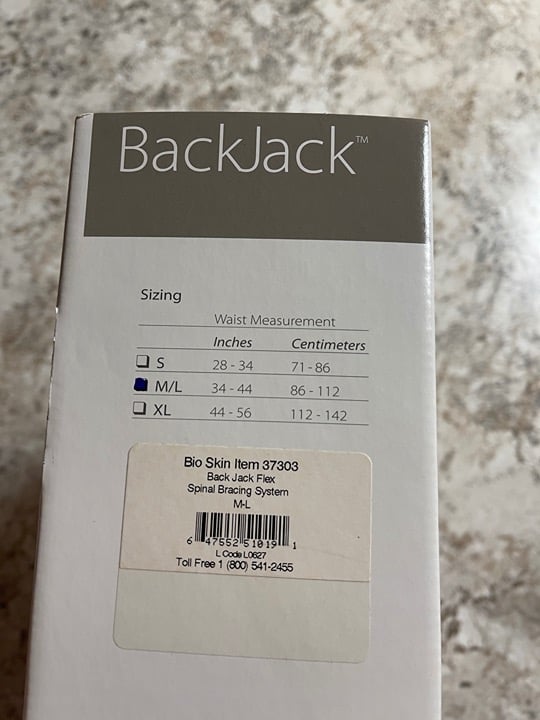 BackJack™
Sizing
Waist Measurement
Inches Centimeters
S 28 - 34 71 - 86
M/L 34 - 44 86 - 112
XL 44 - 56 112 - 142
Bio Skin Item 37303
Back Jack Flex
Spinal Bracing System
M-L
6 47552 51019 1
L Code L0627
Toll Free 1 (800) 541-2455